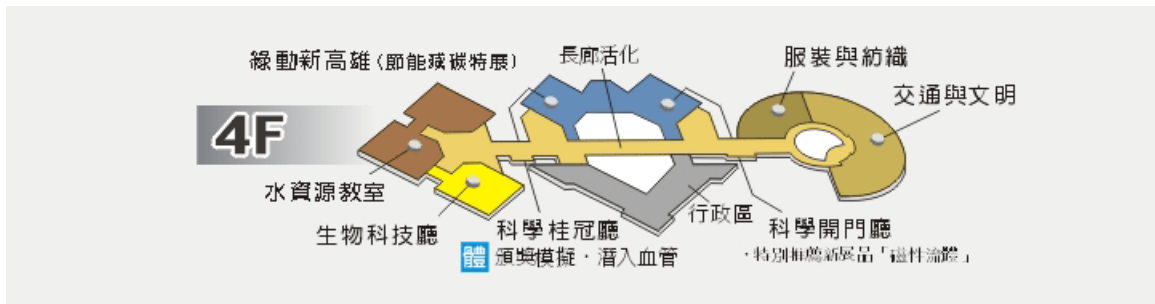 綠動新高雄(節能減碳特展)
長廊活化
服裝與紡織
交通與文明
4F
水資源教室
生物科技廳
科學桂冠廳
體 頒獎模擬．潛入血管
行政區
科學開門廳
．特別推薦新展品「磁性流體」